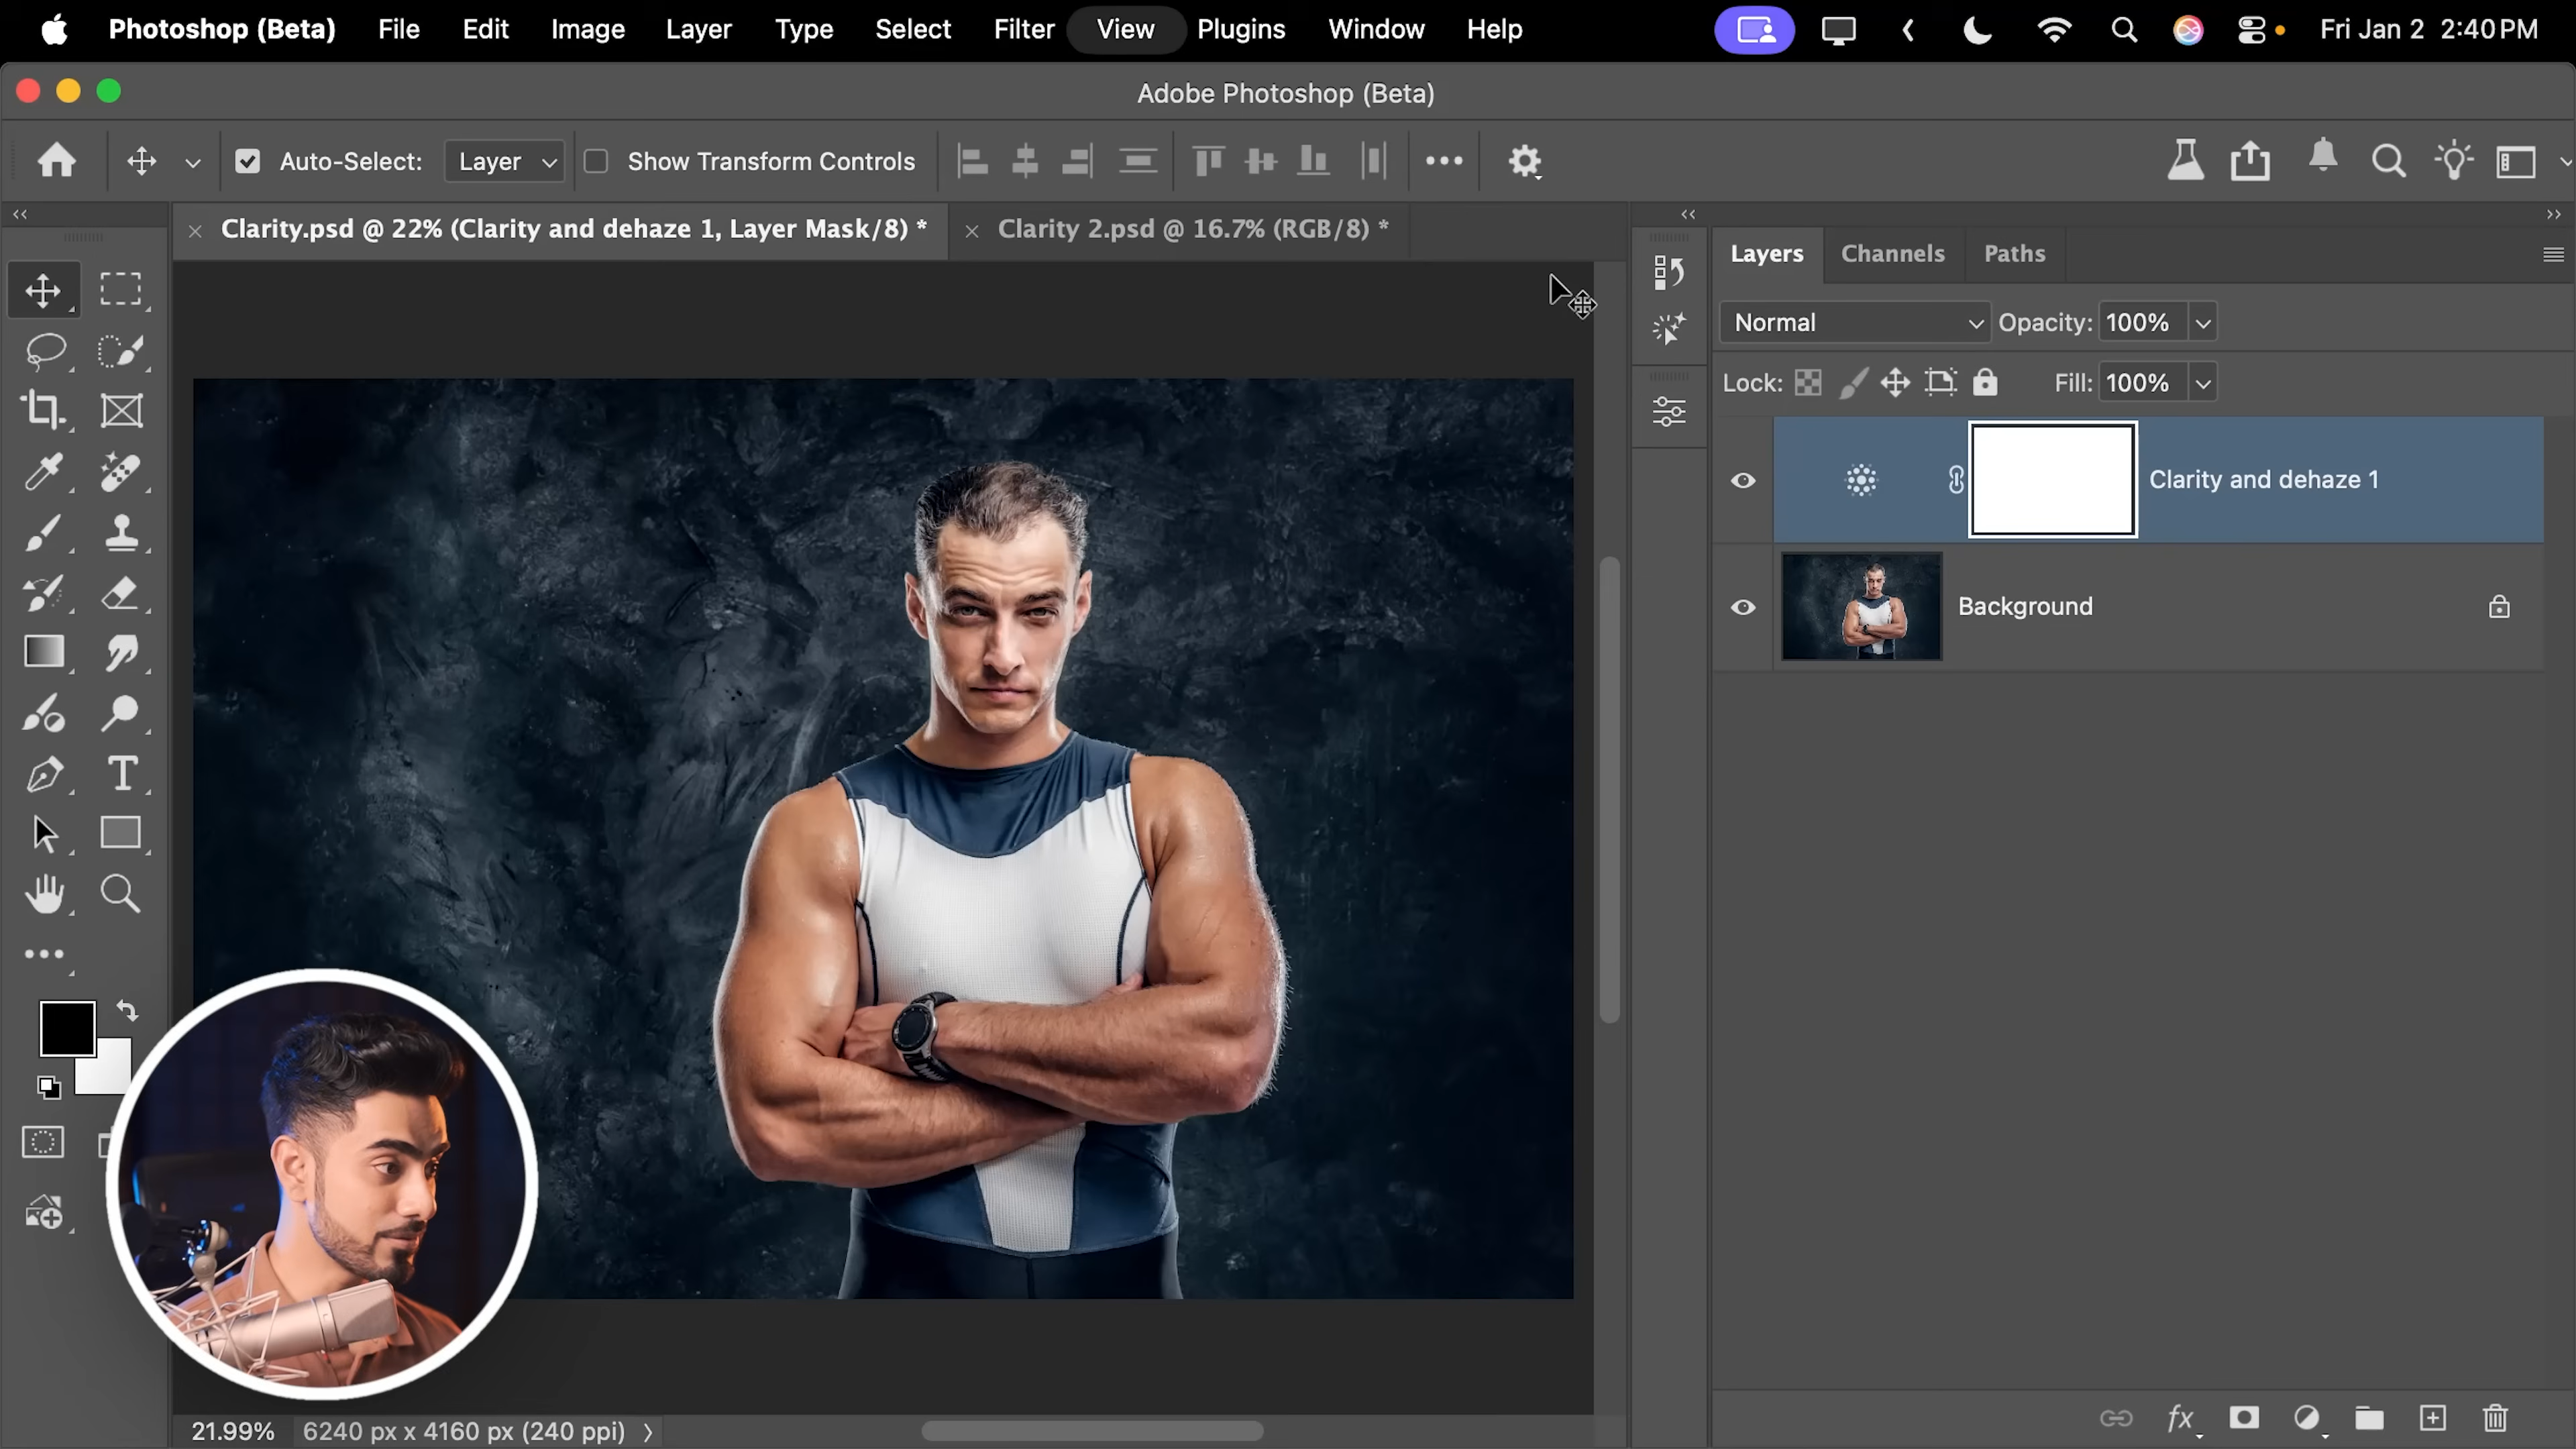 Photoshop (Beta) File Edit Image Layer Type Select Filter View Plugins Window Help Fri Jan 2 2:40 PM
Adobe Photoshop (Beta)
Auto-Select: Layer Show Transform Controls
Clarity.psd @ 22% (Clarity and dehaze 1, Layer Mask/8) * Clarity 2.psd @ 16.7% (RGB/8) *
Layers Channels Paths
Normal Opacity: 100%
Lock: Fill: 100%
Clarity and dehaze 1
Background
T
fx
21.99% 6240 px x 4160 px (240 ppi)